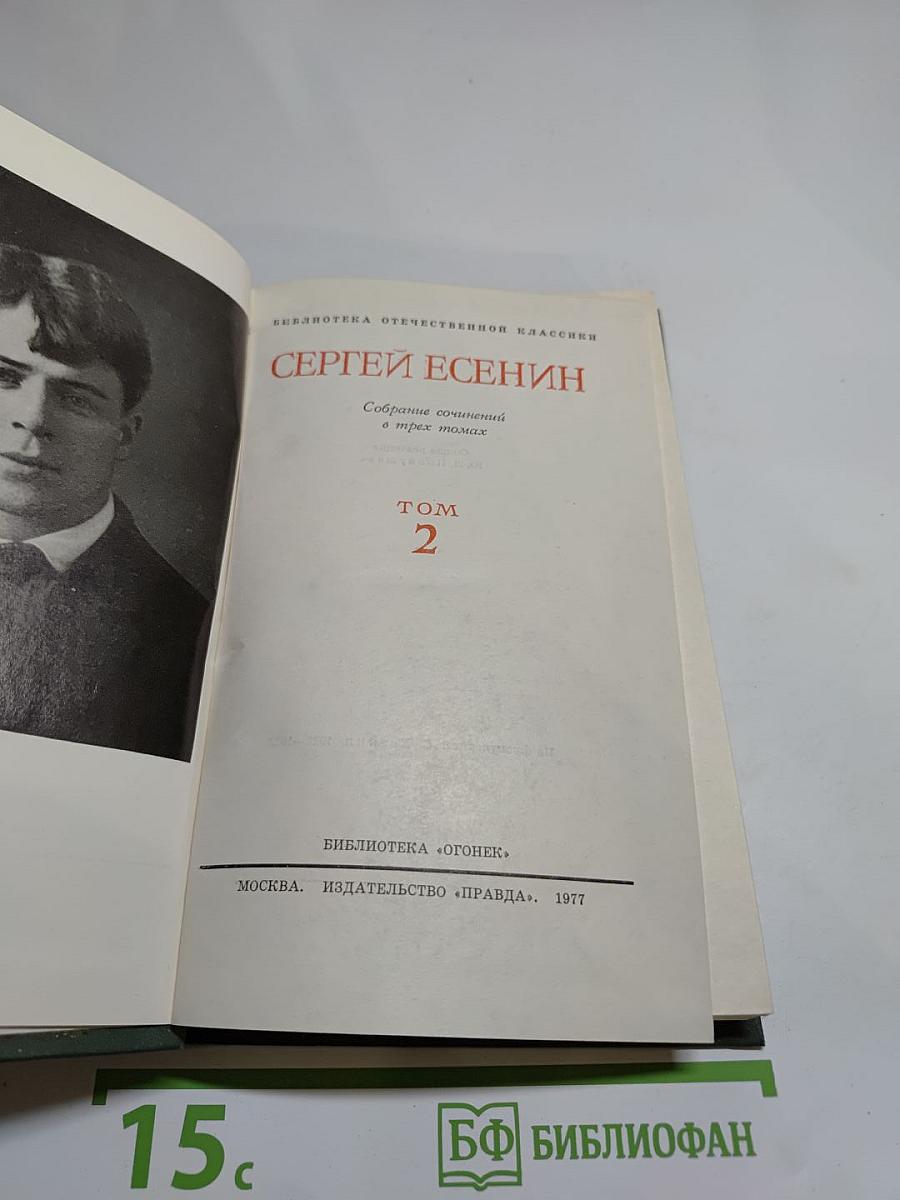 БИБЛИОТЕКА ОТЕЧЕСТВЕННОЙ КЛАССИКИ
СЕРГЕЙ ЕСЕНИН
Собрание сочинений
в трех томах
ТОМ
2
БИБЛИОТЕКА «ОГОНЕК»
МОСКВА. ИЗДАТЕЛЬСТВО «ПРАВДА». 1977
15 с
БФ БИБЛИОФАН